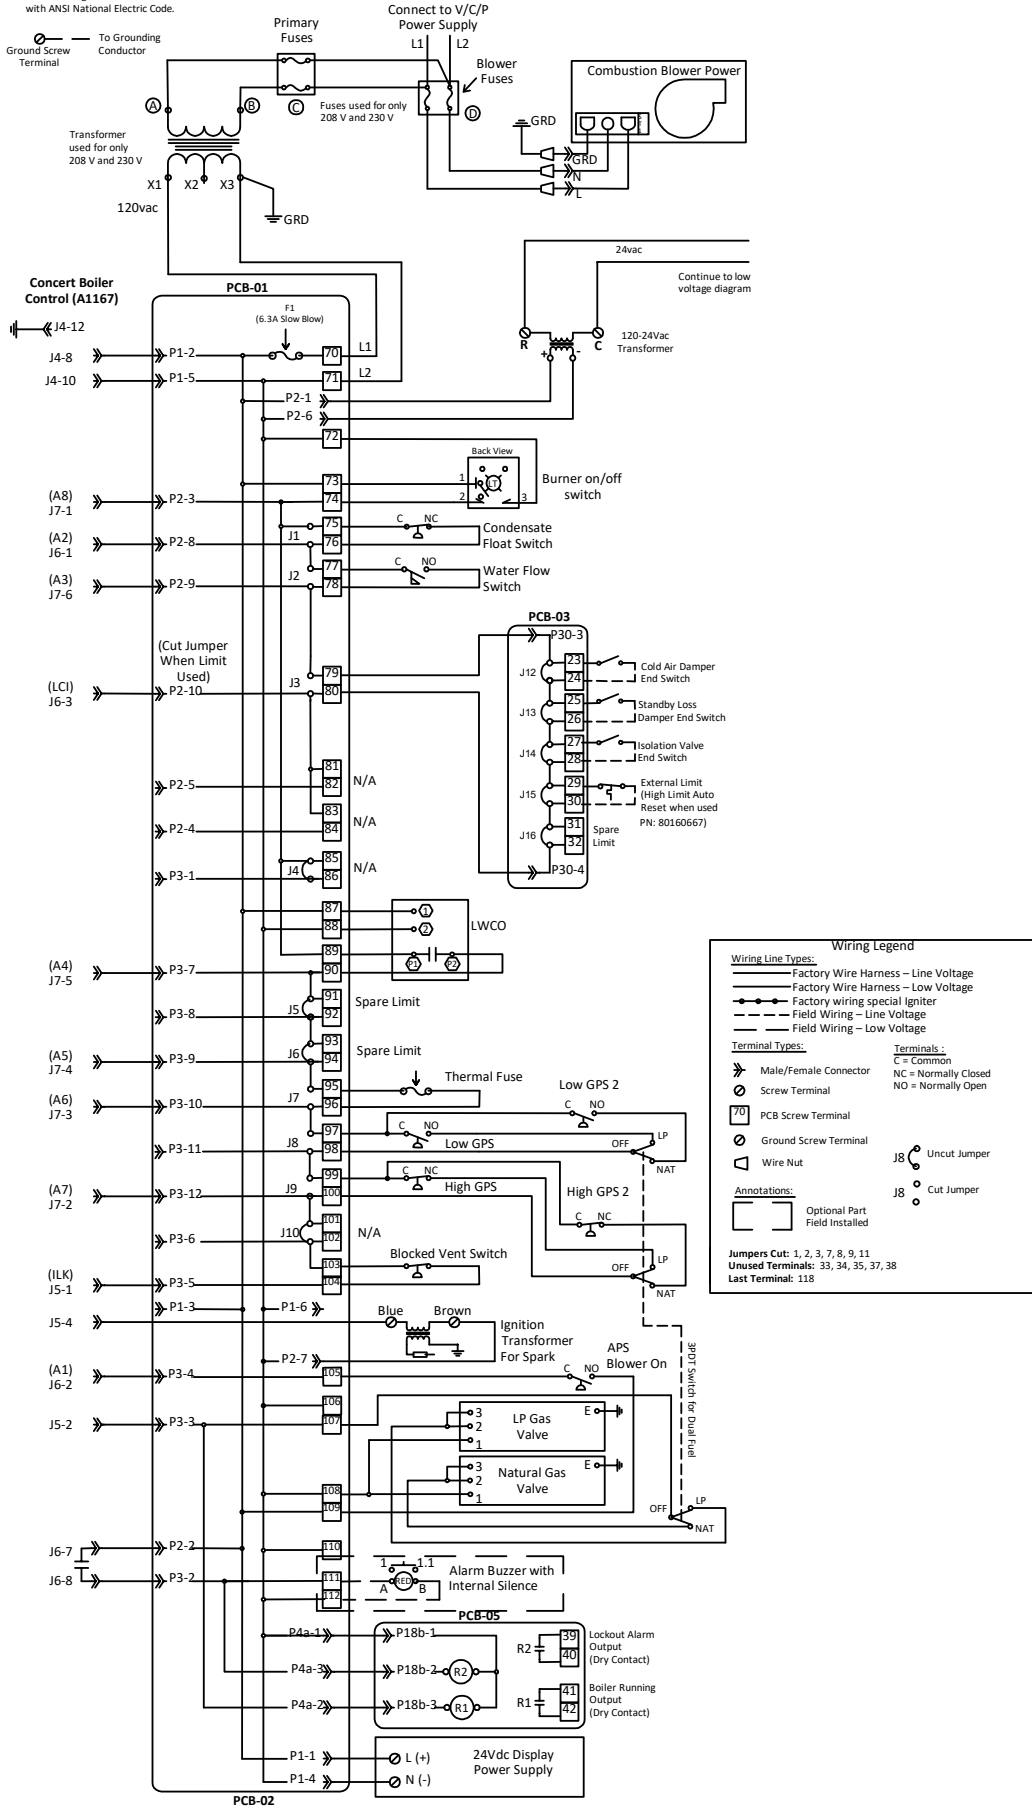 with ANSI National Electric Code.
To Grounding
Conductor
Ground Screw
Terminal
Primary
Fuses
Connect to V/C/P
Power Supply
L1
L2
Blower
Fuses
Combustion Blower Power
A
B
C
D
Fuses used for only
208 V and 230 V
GRD
Transformer
used for only
208 V and 230 V
GRD
N
L
X1
X2
X3
120vac
GRD
24vac
Continue to low
voltage diagram
Concert Boiler
Control (A1167)
PCB-01
F1
(6.3A Slow Blow)
J4-12
R
C
120-24Vac
Transformer
+
-
J4-8
P1-2
70
L1
J4-10
P1-5
71
L2
P2-1
P2-6
72
Back View
Burner on/off
switch
LT
1
2
3
73
(A8)
J7-1
P2-3
74
75
C
NC
Condensate
Float Switch
(A2)
J6-1
P2-8
J1
76
77
C
NO
Water Flow
Switch
(A3)
J7-6
P2-9
J2
78
PCB-03
P30-3
(Cut Jumper
When Limit
Used)
23
24
J12
Cold Air Damper
End Switch
79
(LCI)
J6-3
P2-10
J3
80
25
26
J13
Standby Loss
Damper End Switch
27
28
J14
Isolation Valve
End Switch
81
P2-5
82
N/A
29
30
J15
External Limit
(High Limit Auto
Reset when used
PN: 80160667)
83
P2-4
84
N/A
31
32
J16
Spare
Limit
85
P3-1
J4
86
N/A
P30-4
87
88
1
2
LWCO
89
P1
P2
(A4)
J7-5
P3-7
90
91
P3-8
J5
92
Spare Limit
93
(A5)
J7-4
P3-9
J6
94
Spare Limit
95
Thermal Fuse
(A6)
J7-3
P3-10
J7
96
Low GPS 2
C
NO
97
C
NO
Low GPS
P3-11
J8
98
OFF
LP
NAT
99
C
NC
High GPS
(A7)
J7-2
P3-12
J9
100
High GPS 2
C
NC
101
P3-6
J10
102
N/A
103
Blocked Vent Switch
OFF
LP
NAT
(ILK)
J5-1
P3-5
104
P1-3
P1-6
J5-4
Blue
Brown
Ignition
Transformer
For Spark
P2-7
APS
Blower On
C
NO
3PDT Switch for Dual Fuel
(A1)
J6-2
P3-4
105
106
J5-2
P3-3
107
3
2
1
LP Gas
Valve
E
3
2
1
Natural Gas
Valve
E
108
109
OFF
LP
NAT
J6-7
P2-2
110
J6-8
P3-2
111
112
1
1.1
A
RED
B
Alarm Buzzer with
Internal Silence
PCB-05
P4a-1
P18b-1
P4a-3
P18b-2
R2
P4a-2
P18b-3
R1
R2
39
40
Lockout Alarm
Output
(Dry Contact)
R1
41
42
Boiler Running
Output
(Dry Contact)
P1-1
L (+)
P1-4
N (-)
24Vdc Display
Power Supply
PCB-02
Wiring Legend
Wiring Line Types:
Factory Wire Harness – Line Voltage
Factory Wire Harness – Low Voltage
Factory wiring special Igniter
Field Wiring – Line Voltage
Field Wiring – Low Voltage
Terminal Types:
Male/Female Connector
Screw Terminal
70
PCB Screw Terminal
Ground Screw Terminal
Wire Nut
Terminals :
C = Common
NC = Normally Closed
NO = Normally Open
J8
Uncut Jumper
J8
Cut Jumper
Annotations:
Optional Part
Field Installed
Jumpers Cut: 1, 2, 3, 7, 8, 9, 11
Unused Terminals: 33, 34, 35, 37, 38
Last Terminal: 118